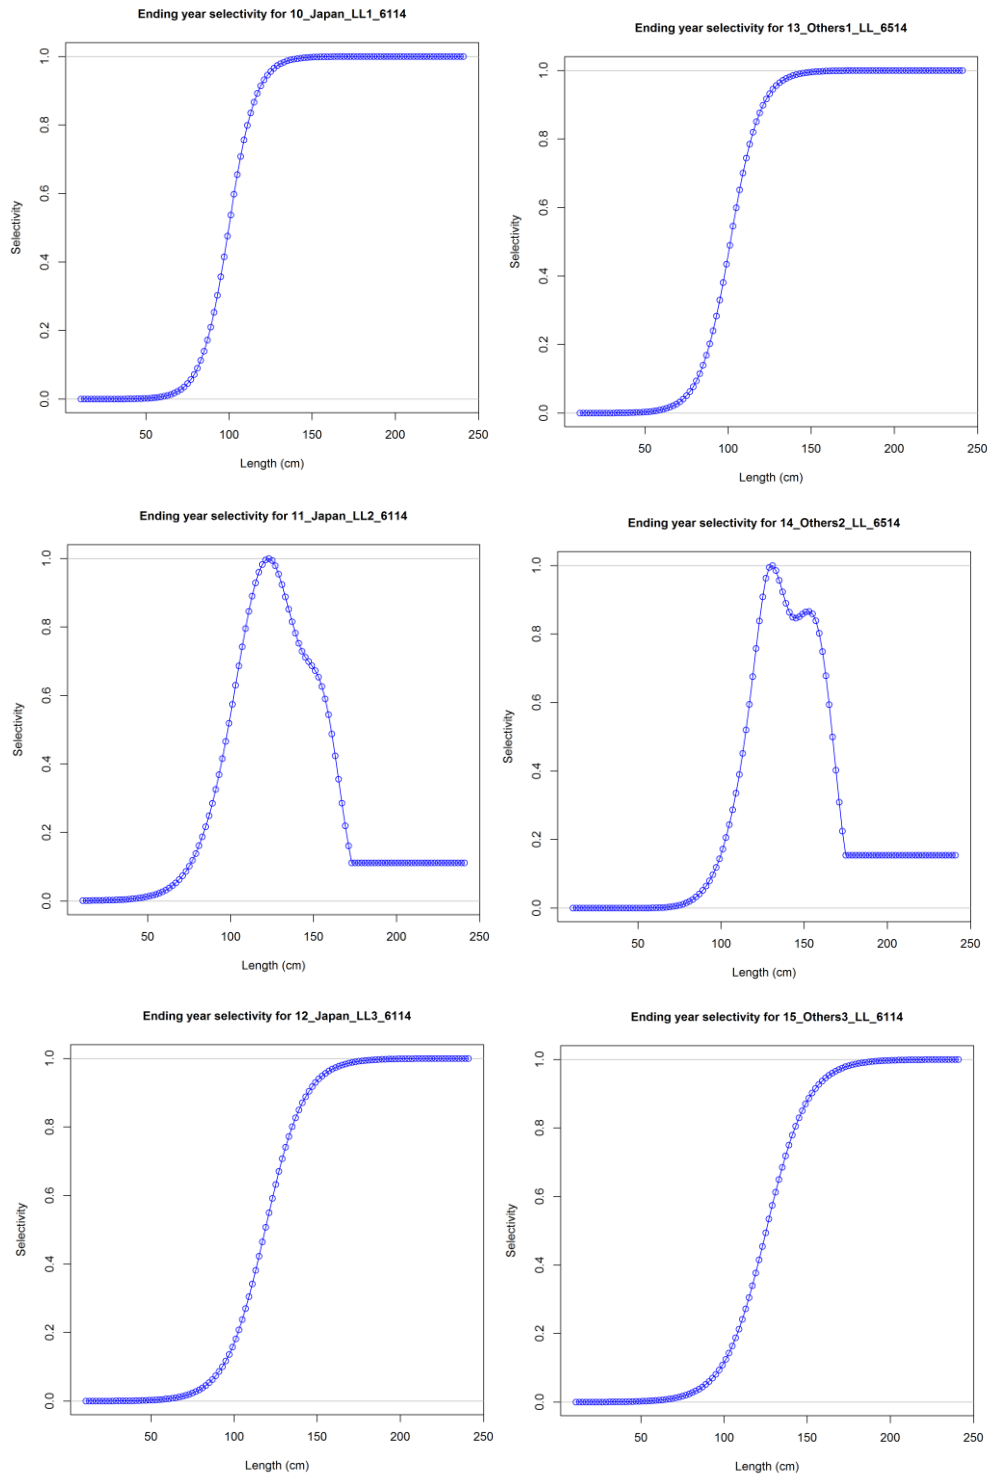 Ending year selectivity for 10_Japan_LL1_6114
1.0
0.8
0.6
0.4
0.2
0.0
Selectivity
50 100 150 200 250
Length (cm)
Ending year selectivity for 13_Others1_LL_6514
1.0
0.8
0.6
0.4
0.2
0.0
Selectivity
50 100 150 200 250
Length (cm)
Ending year selectivity for 11_Japan_LL2_6114
1.0
0.8
0.6
0.4
0.2
0.0
Selectivity
50 100 150 200 250
Length (cm)
Ending year selectivity for 14_Others2_LL_6514
1.0
0.8
0.6
0.4
0.2
0.0
Selectivity
50 100 150 200 250
Length (cm)
Ending year selectivity for 12_Japan_LL3_6114
1.0
0.8
0.6
0.4
0.2
0.0
Selectivity
50 100 150 200 250
Length (cm)
Ending year selectivity for 15_Others3_LL_6114
1.0
0.8
0.6
0.4
0.2
0.0
Selectivity
50 100 150 200 250
Length (cm)